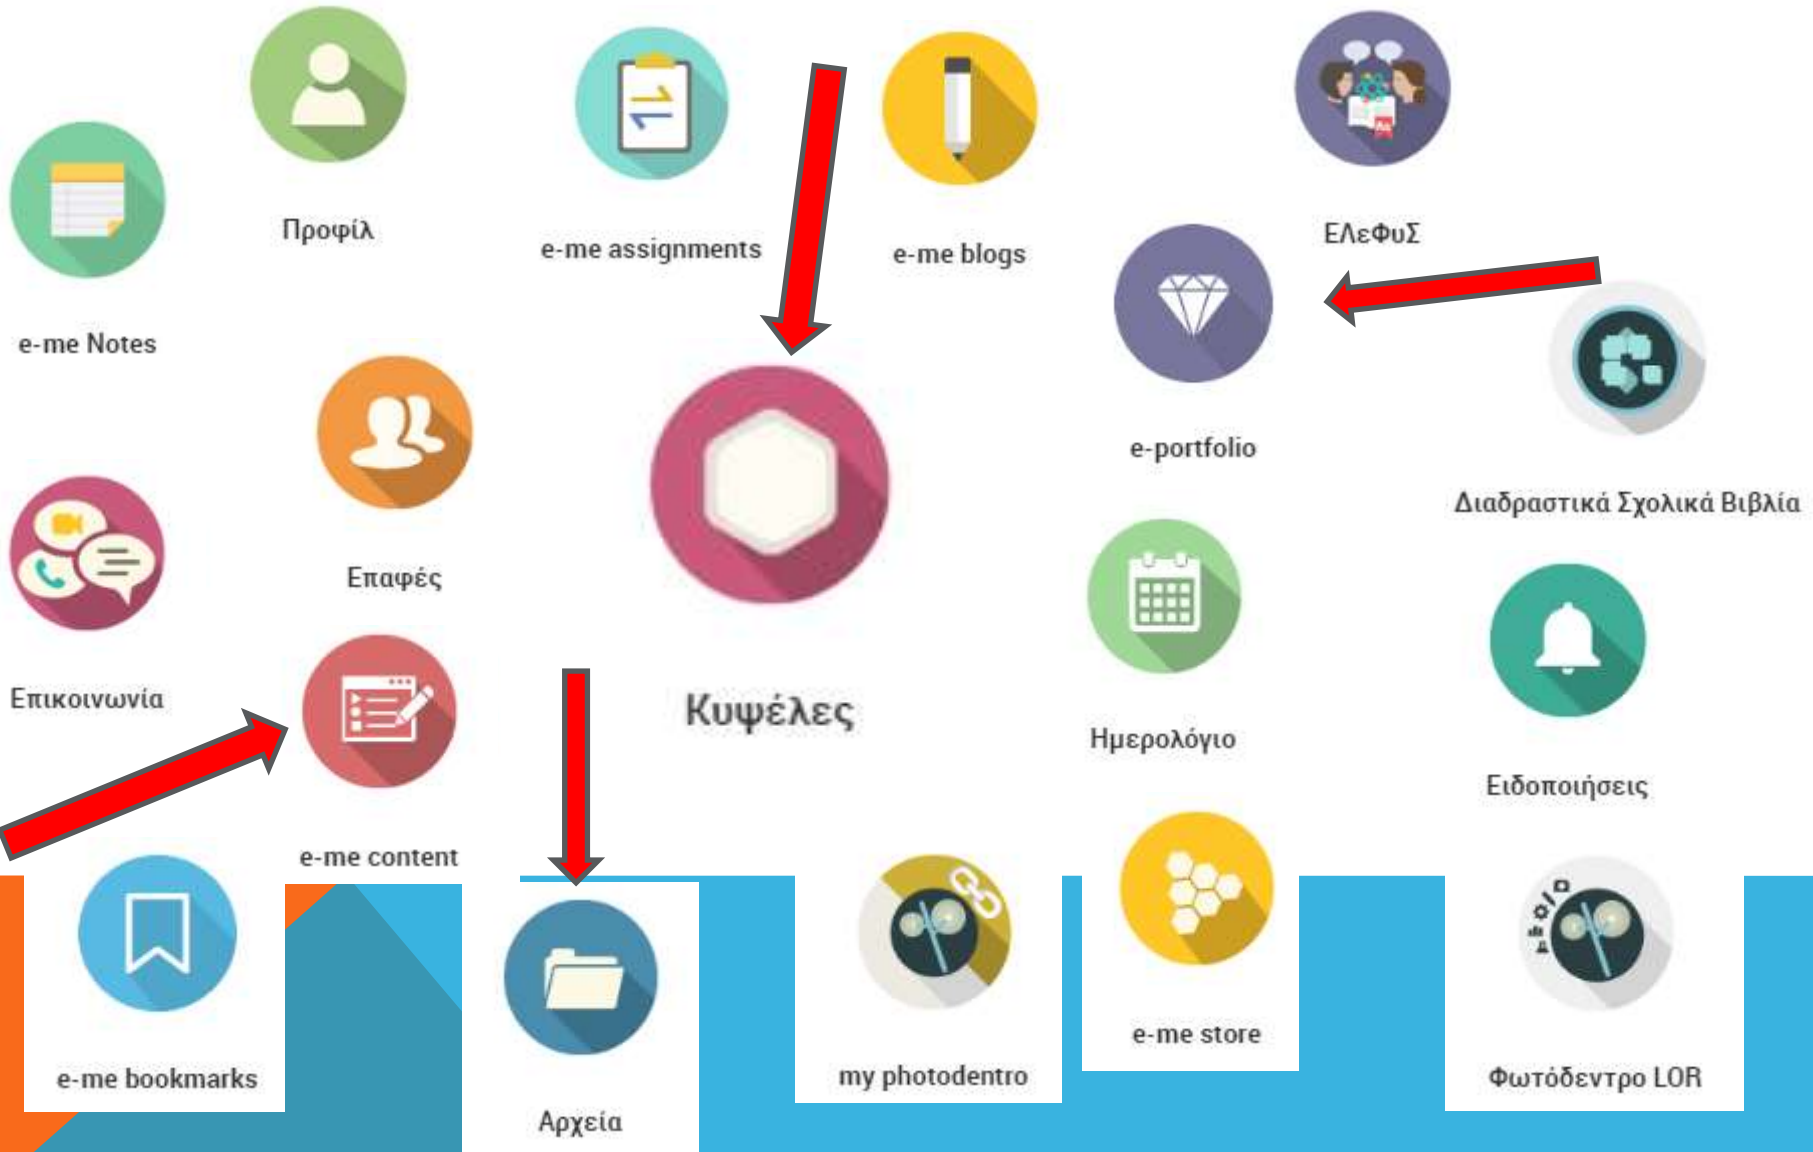 Προφίλ
e-me assignments
e-me blogs
ΕΛεΦυΣ
e-me Notes
e-portfolio
Διαδραστικά Σχολικά Βιβλία
Επαφές
Επικοινωνία
Κυψέλες
Ημερολόγιο
Ειδοποιήσεις
e-me content
e-me bookmarks
Αρχεία
my photodentro
e-me store
Φωτόδεντρο LOR